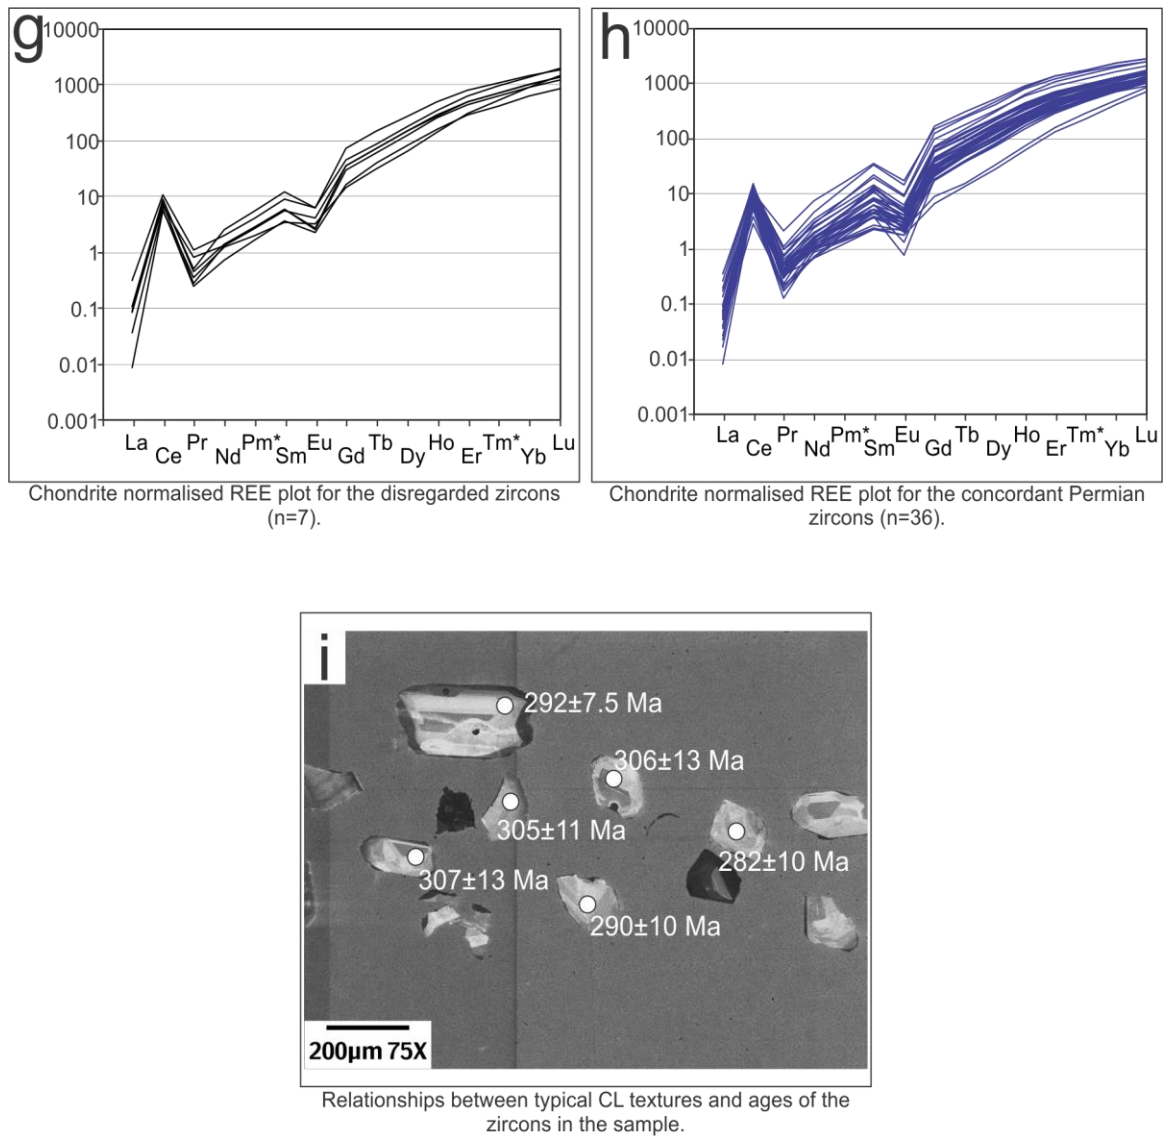 g
10000
1000
100
10
1
0.1
0.01
0.001
La Ce Pr Nd Pm* Sm Eu Gd Tb Dy Ho Er Tm* Yb Lu
Chondrite normalised REE plot for the disregarded zircons
(n=7).
h
10000
1000
100
10
1
0.1
0.01
0.001
La Ce Pr Nd Pm* Sm Eu Gd Tb Dy Ho Er Tm* Yb Lu
Chondrite normalised REE plot for the concordant Permian
zircons (n=36).
i
292±7.5 Ma
306±13 Ma
305±11 Ma
282±10 Ma
307±13 Ma
290±10 Ma
200µm 75X
Relationships between typical CL textures and ages of the
zircons in the sample.